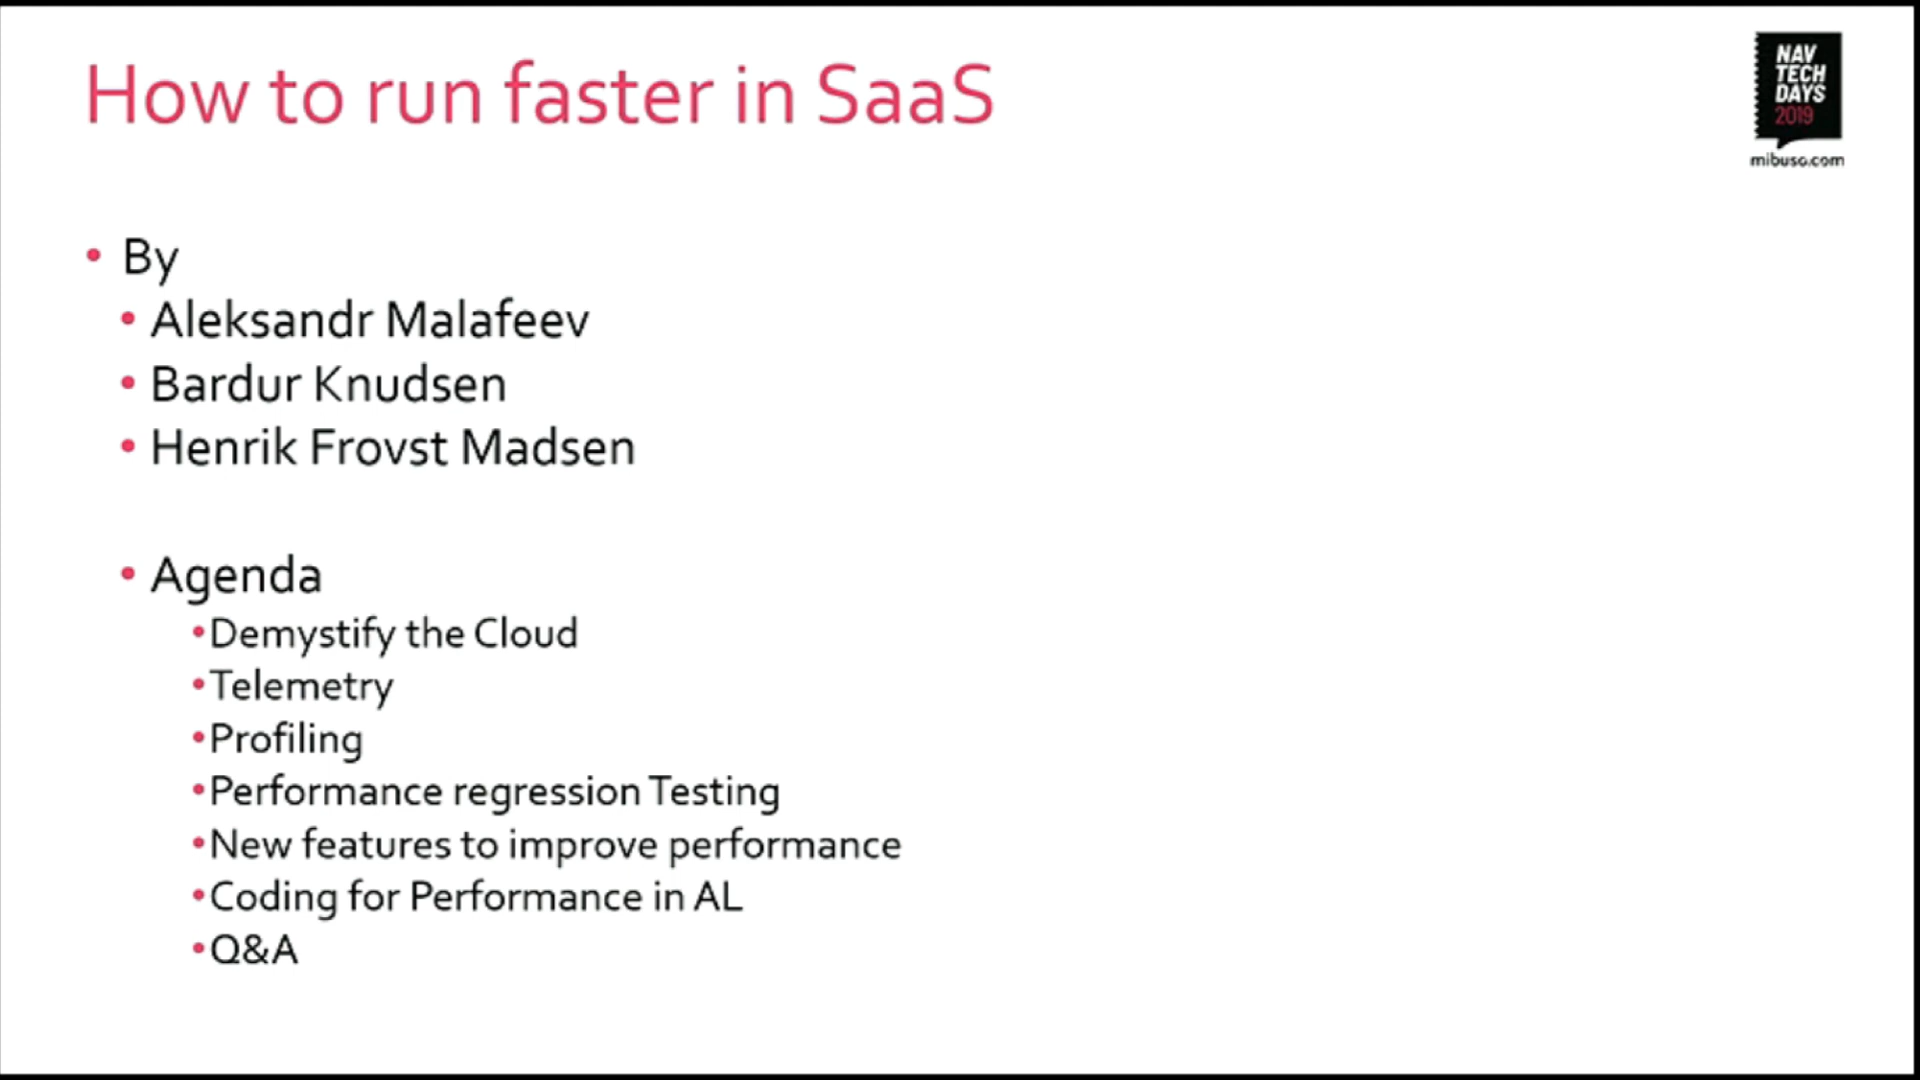 How to run faster in SaaS
NAV
TECH
DAYS
2019
mibuso.com
• By
• Aleksandr Malafeev
• Bardur Knudsen
• Henrik Frovst Madsen
• Agenda
•Demystify the Cloud
•Telemetry
•Profiling
•Performance regression Testing
•New features to improve performance
•Coding for Performance in AL
•Q&A